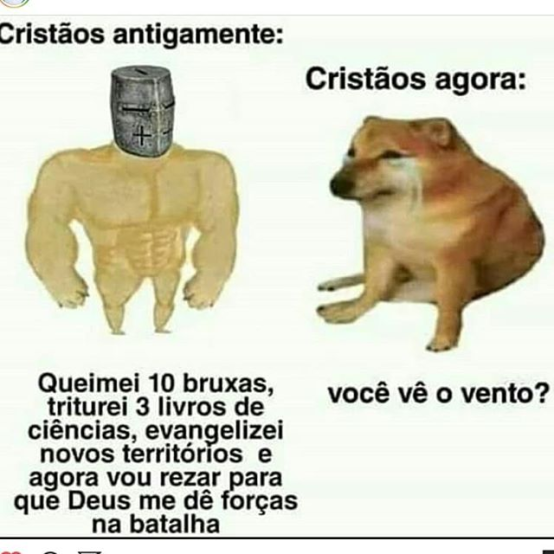 Cristãos antigamente:
Cristãos agora:
Queimei 10 bruxas,
triturei 3 livros de
ciências, evangelizei
novos territórios e
agora vou rezar para
que Deus me dê forças
na batalha
você vê o vento?